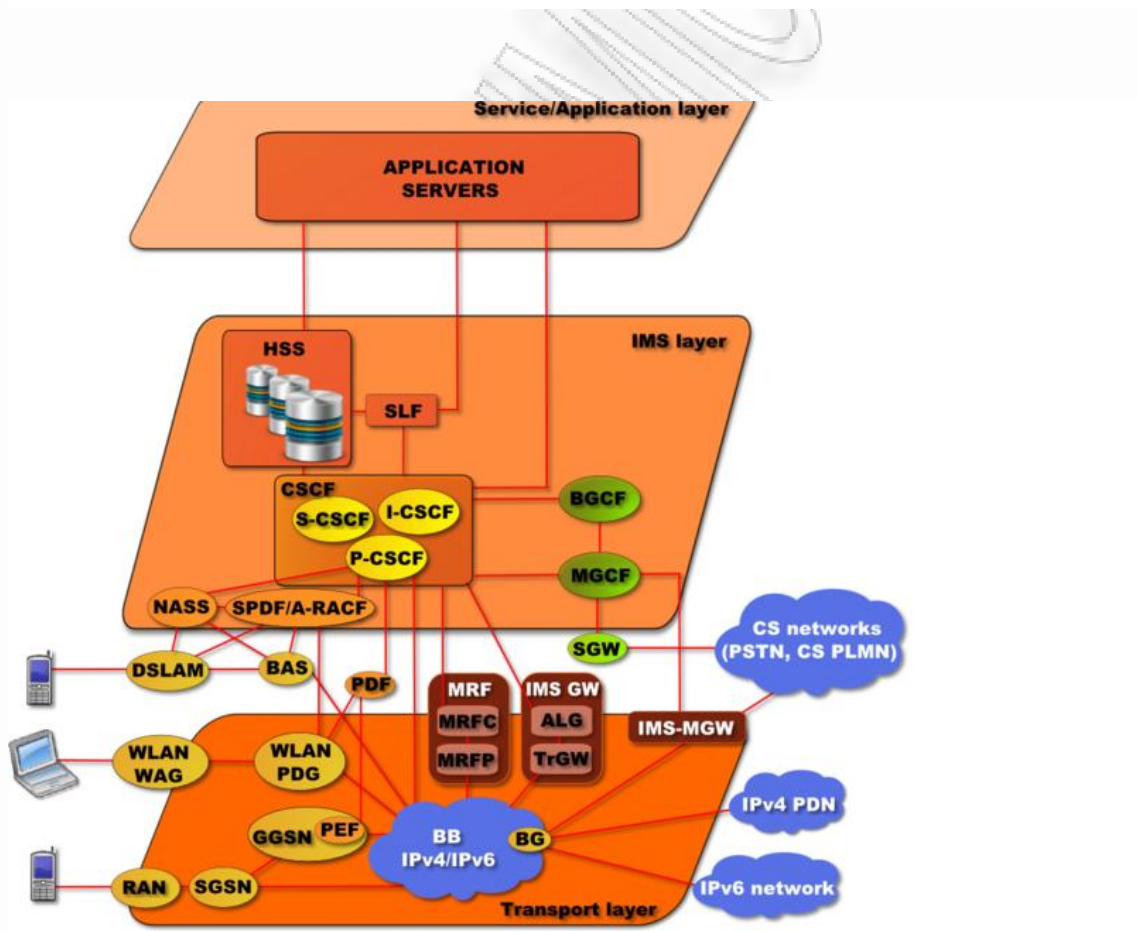 Service/Application layer
APPLICATION
SERVERS
HSS
IMS layer
SLF
CSCF
S-CSCF
I-CSCF
BGCF
P-CSCF
MGCF
NASS
SPDF/A-RACF
CS networks
(PSTN, CS PLMN)
SGW
DSLAM
BAS
PDF
MRF
IMS GW
MRFC
ALG
IMS-MGW
WLAN
WAG
WLAN
PDG
MRFP
TrGW
IPv4 PDN
GGSN
PEF
BB
IPv4/IPv6
BG
RAN
SGSN
IPv6 network
Transport layer